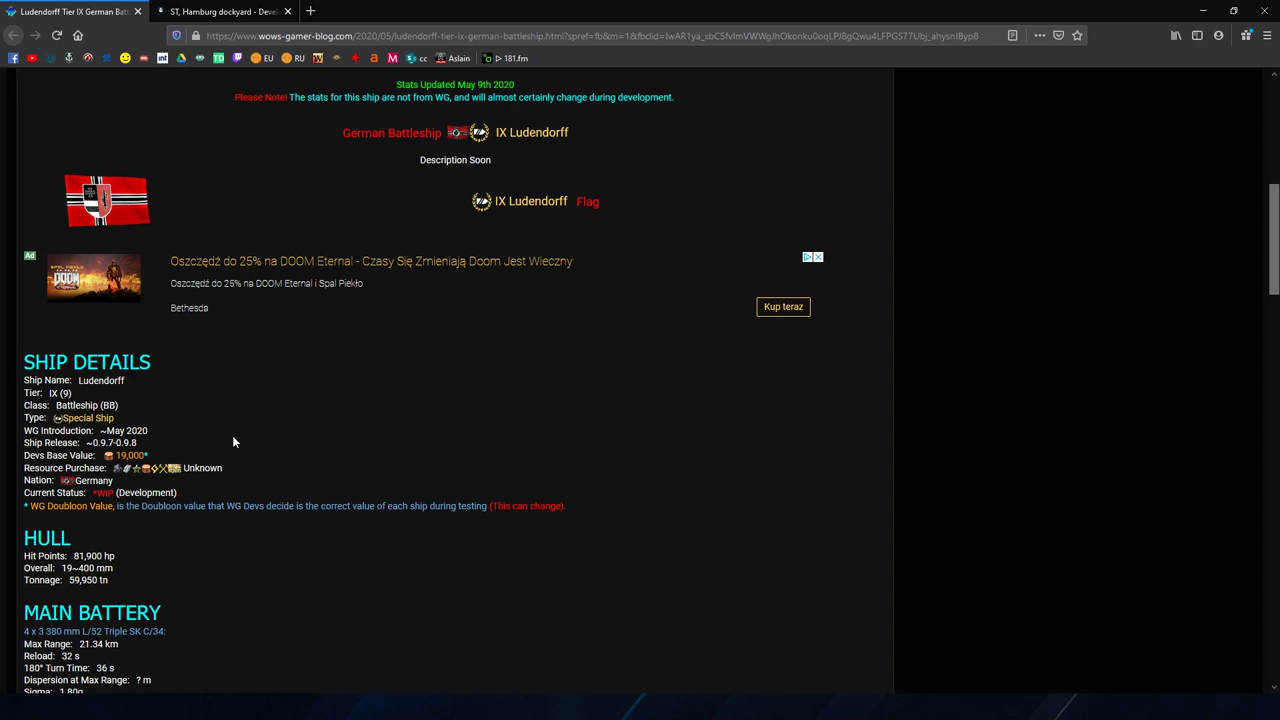 Ludendorff Tier IX German Batt
ST, Hamburg dockyard - Devel
https://www.wows-gamer-blog.com/2020/05/ludendorff-tier-ix-german-battleship.html?spref=fb&m=1&fbclid=IwAR1ya_xbC5fvImVWWgJhOkonku0oqLPJ8gQwu4LFPGS77Ubj_ahysnIByp8
int
TD
EU
RU
cc
Aslain
▷ 181.fm
Stats Updated May 9th 2020
Please Note! The stats for this ship are not from WG, and will almost certainly change during development.
German Battleship IX Ludendorff
Description Soon
IX Ludendorff Flag
Ad
Oszczędź do 25% na DOOM Eternal - Czasy Się Zmieniają Doom Jest Wieczny
Oszczędź do 25% na DOOM Eternal i Spal Piekło
Bethesda
Kup teraz
SHIP DETAILS
Ship Name: Ludendorff
Tier: IX (9)
Class: Battleship (BB)
Type: Special Ship
WG Introduction: ~May 2020
Ship Release: ~0.9.7-0.9.8
Devs Base Value: 19,000*
Resource Purchase: Unknown
Nation: Germany
Current Status: *WIP (Development)
* WG Doubloon Value, is the Doubloon value that WG Devs decide is the correct value of each ship during testing (This can change).
HULL
Hit Points: 81,900 hp
Overall: 19~400 mm
Tonnage: 59,950 tn
MAIN BATTERY
4 x 3 380 mm L/52 Triple SK C/34:
Max Range: 21.34 km
Reload: 32 s
180° Turn Time: 36 s
Dispersion at Max Range: ? m
Sigma: 1.80σ